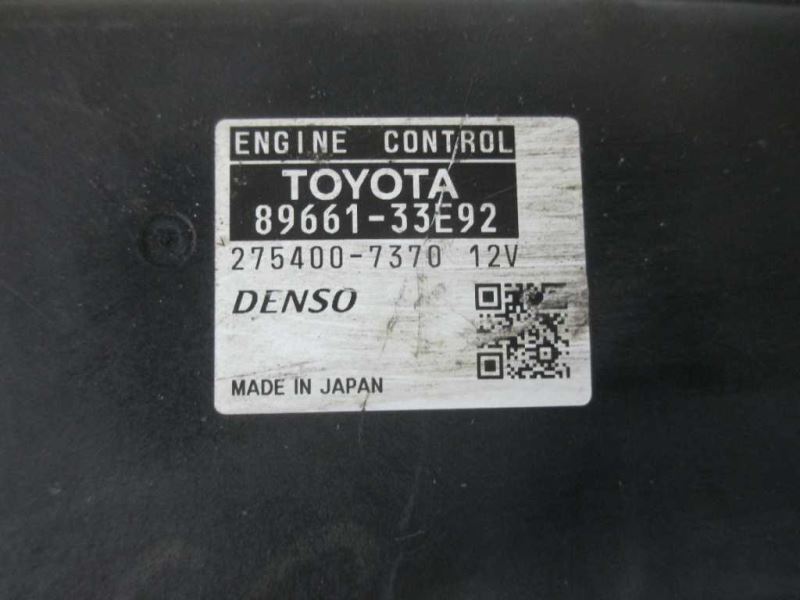 ENGINE CONTROL
TOYOTA
89661-33E92
275400-7370 12V
DENSO
MADE IN JAPAN